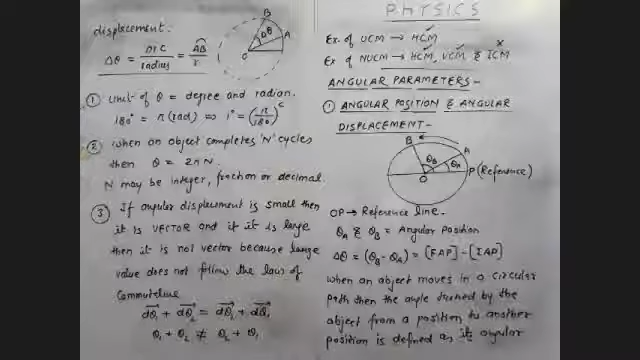 PHYSICS
Ex. of UCM → HCM
Ex of NUCM → HCM, VCM & ICM
ANGULAR PARAMETERS-
① ANGULAR POSITION & ANGULAR
DISPLACEMENT-
B
A
θB
θA
O
P(Reference)
OP → Reference line.
θA & θB = Angular Position
Δθ = (θB - θA) = [FAP] - [IAP]
when an object moves in a circular
path then the angle turned by the
object from a position to another
position is defined as its angular
displacement.
B
Δθ
A
O
Δθ = arc/radius = AB/r
① Unit of θ = degree and radian.
180° = π(rad) ⇒ 1° = (π/180)ᶜ
② when an object completes 'N' cycles
then θ = 2πN.
N may be integer, fraction or decimal.
③ If angular displacement is small then
it is VECTOR and if it is large
then it is not vector because large
value does not follow the law of
Commutative
dθ₁ + dθ₂ = dθ₂ + dθ₁
θ₁ + θ₂ ≠ θ₂ + θ₁